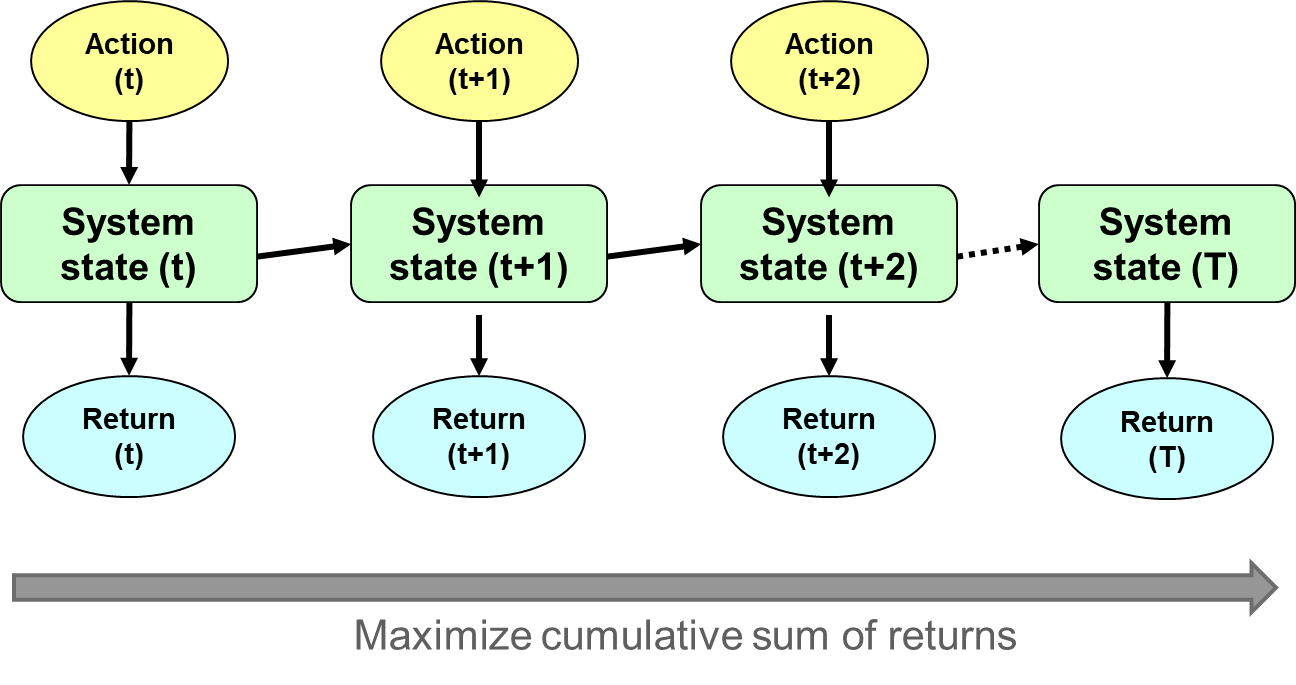 Action
(t)
Action
(t+1)
Action
(t+2)
System
state (t)
System
state (t+1)
System
state (t+2)
System
state (T)
Return
(t)
Return
(t+1)
Return
(t+2)
Return
(T)
Maximize cumulative sum of returns